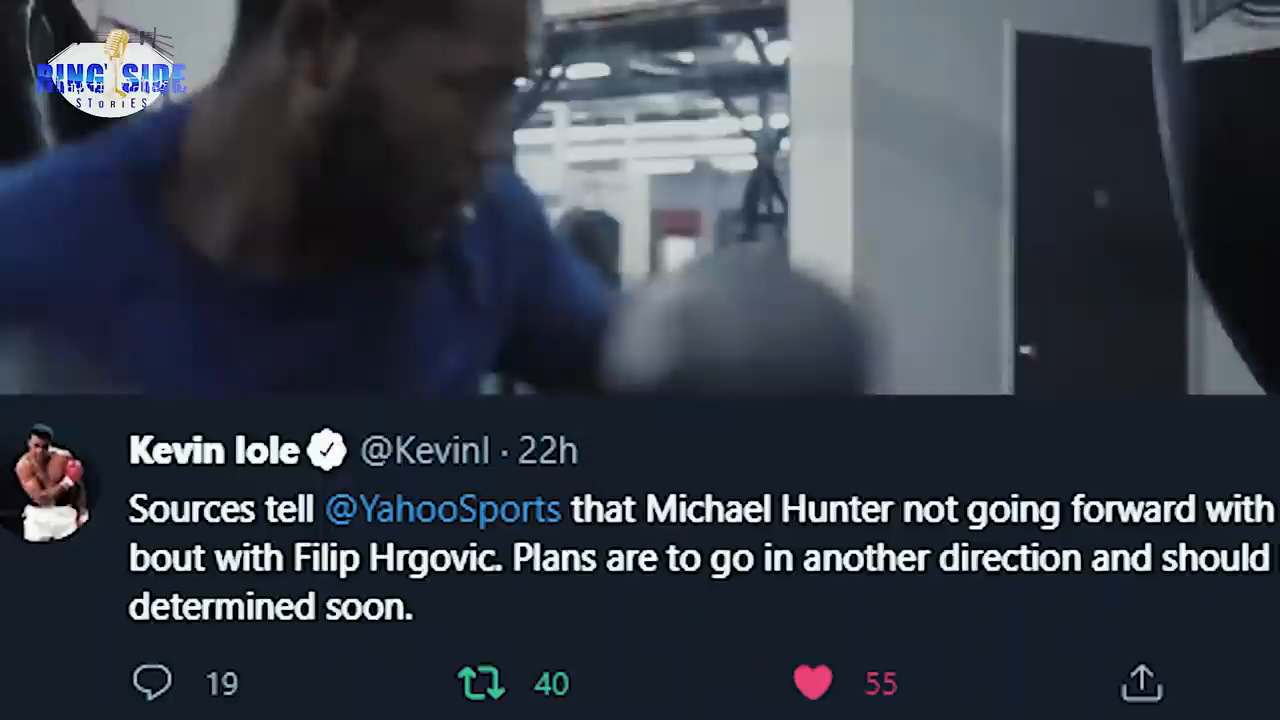 RING SIDE
STORIES
Kevin Iole @KevinI · 22h
Sources tell @YahooSports that Michael Hunter not going forward with
bout with Filip Hrgovic. Plans are to go in another direction and should
determined soon.
19 40 55